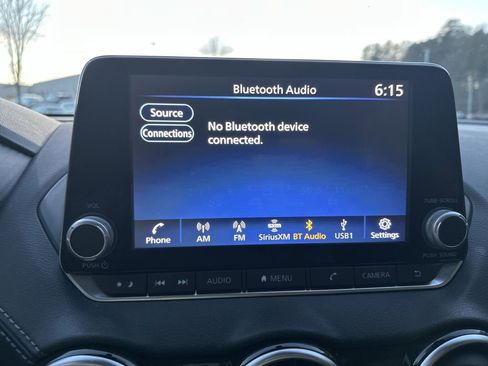 Bluetooth Audio
6:15
Source
Connections
No Bluetooth device
connected.
VOL
TUNE·SCROLL
Phone
AM
FM
sxm
SiriusXM
BT Audio
USB1
Settings
PUSH
PUSH SOUND
AUDIO
MENU
CAMERA